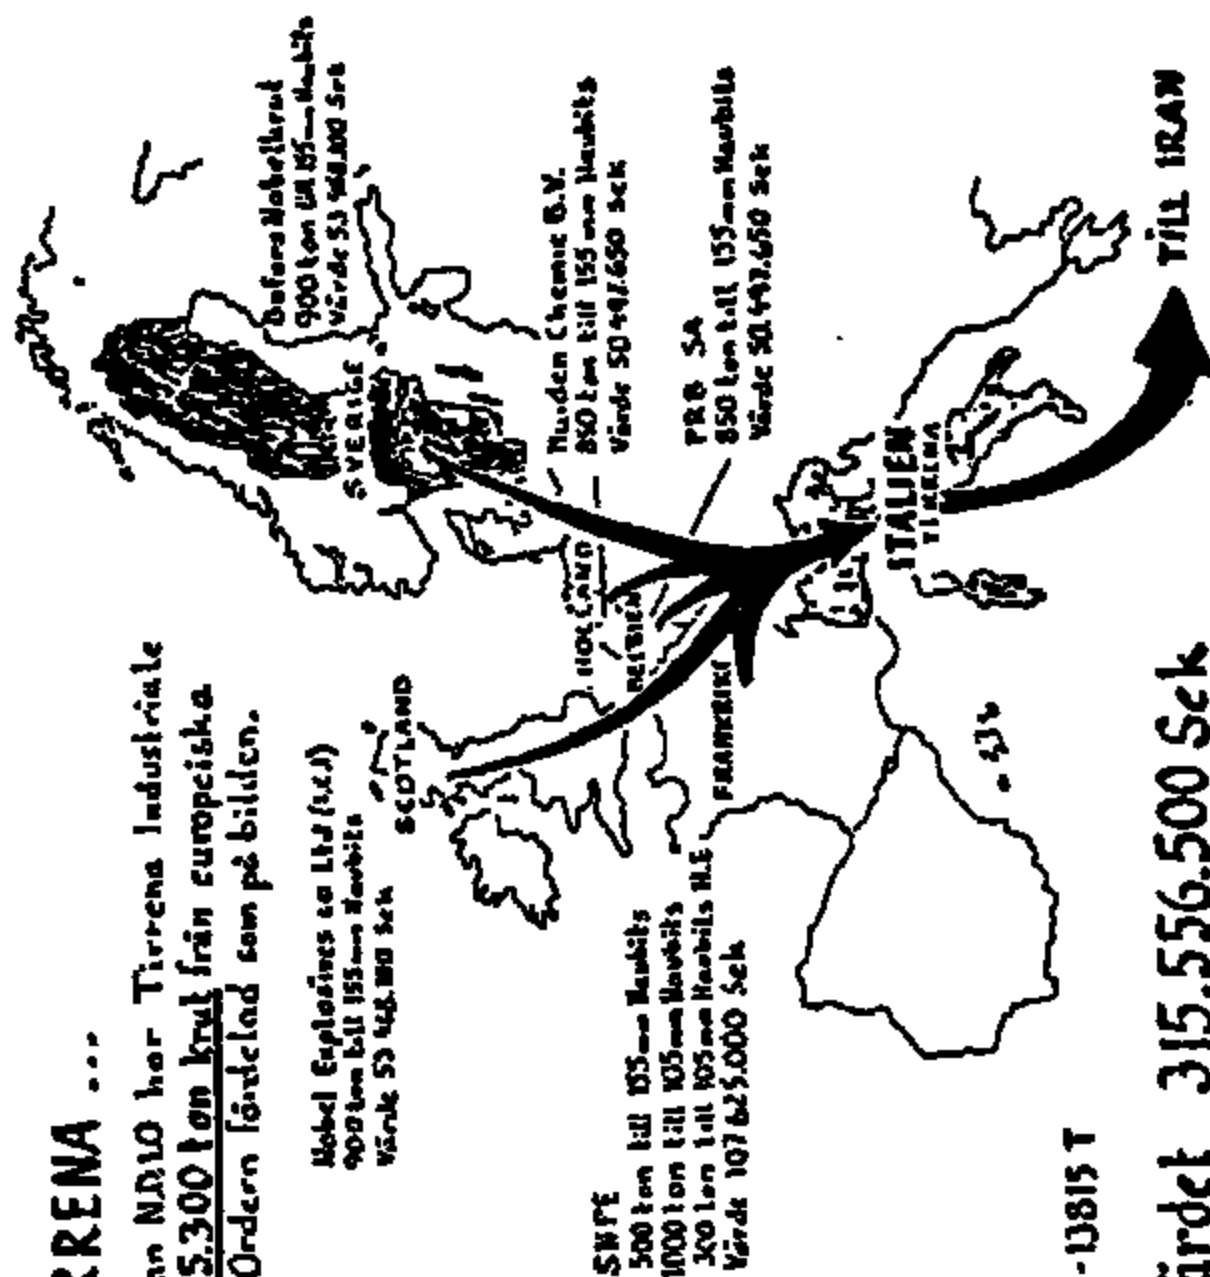 RRENA ...
NDIO har Tirrena Industriale
5.300 ton krut från europeiska
Ordern fördelad som på bilden.
Nobel Explosives co Ltd
900 ton till 155 mm Haubits
Värde 53 Sek
Bofors Nobelkrut
900 ton till 155 mm Haubits
Värde 53 Sek
Muiden Chemie B.V.
850 ton till 155 mm Haubits
Värde 50 497.650 Sek
PRB SA
850 ton till 155 mm Haubits
Värde 50.497.650 Sek
SNPE
500 ton till 155 mm Haubits
1000 ton till 105 mm Haubits
300 ton till 105 mm Haubits H.E
Värde 107 625.000 Sek
SVERIGE
SCOTLAND
HOLLAND
BELGIEN
FRANKRIKE
ITALIEN
TIRRENA
TILL IRAN
- 13815 T
ärdet 315.556.500 Sek